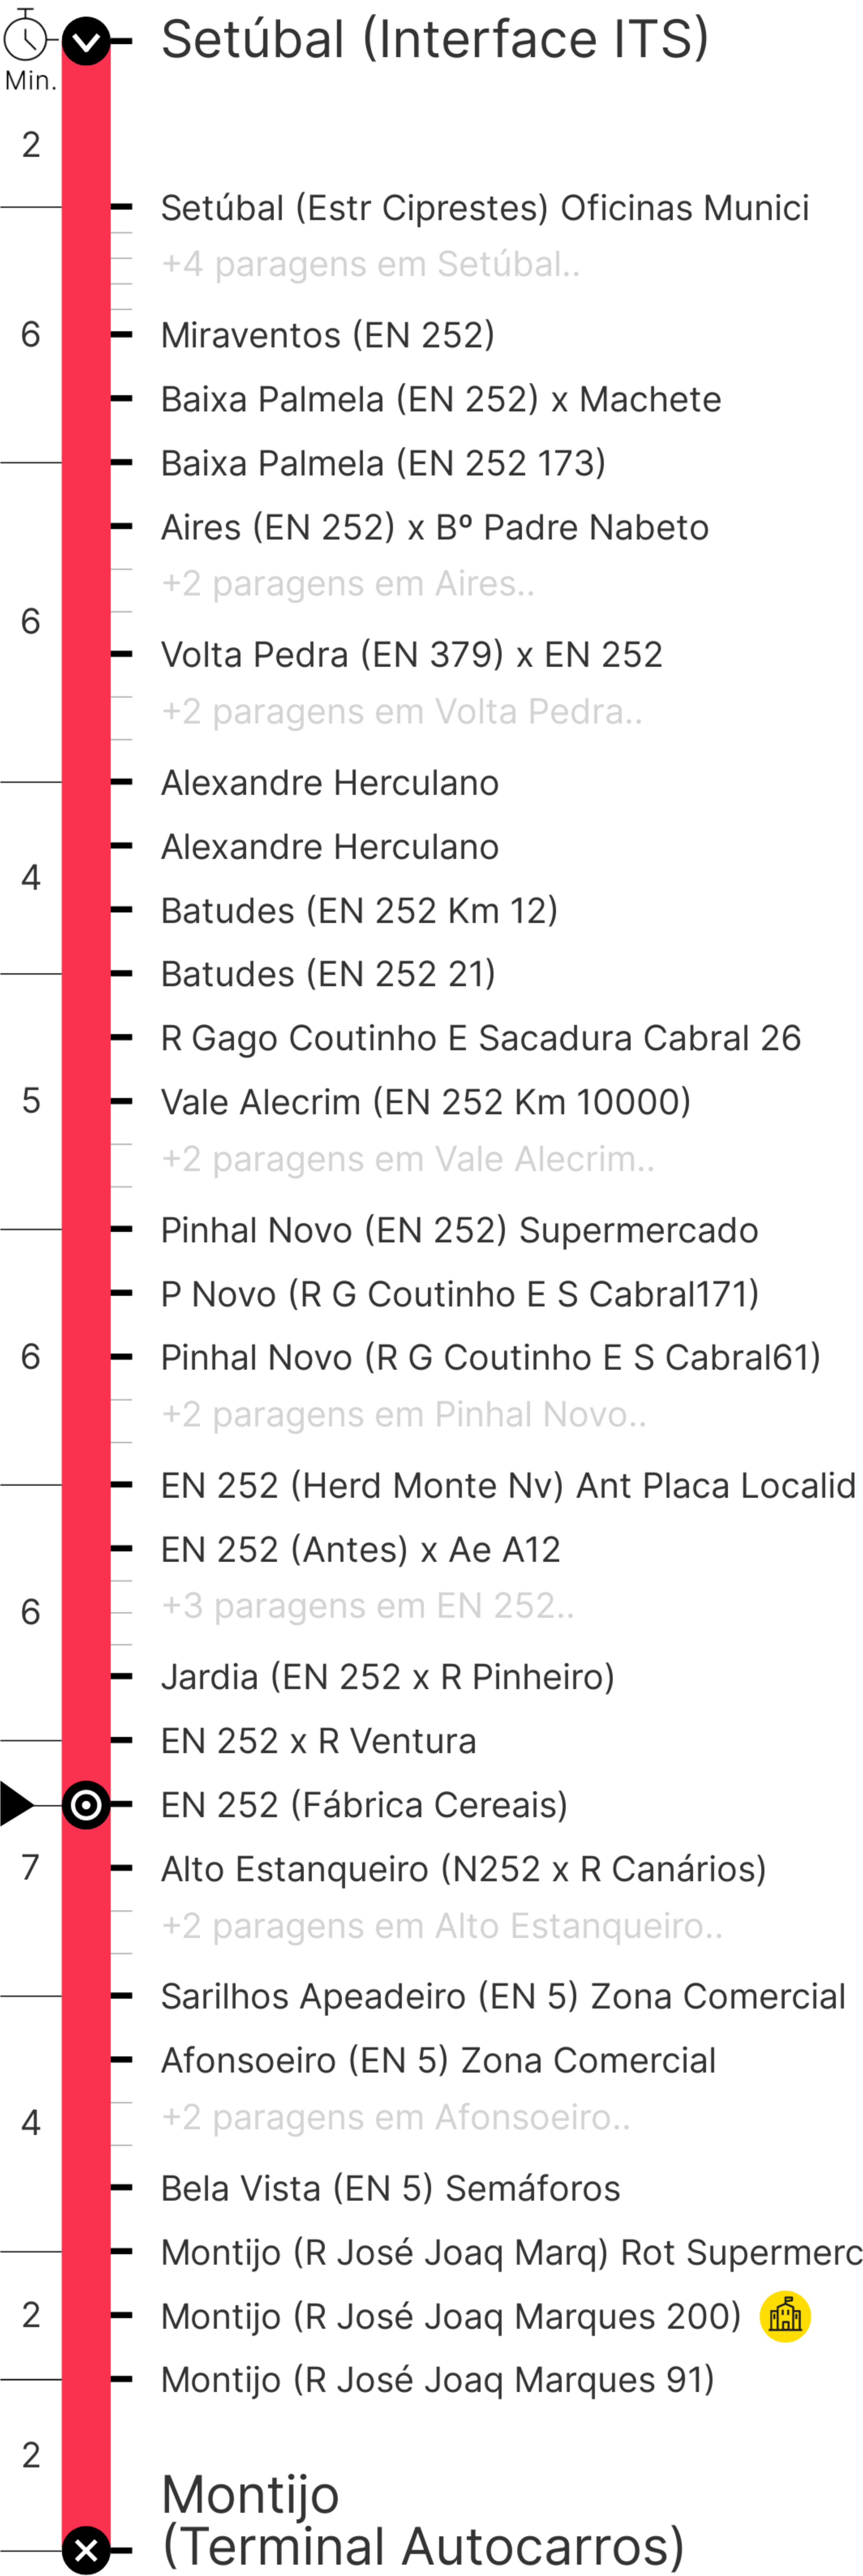 Setúbal (Interface ITS)
Min.
2
Setúbal (Estr Ciprestes) Oficinas Munici
+4 paragens em Setúbal..
6
Miraventos (EN 252)
Baixa Palmela (EN 252) x Machete
Baixa Palmela (EN 252 173)
Aires (EN 252) x Bº Padre Nabeto
+2 paragens em Aires..
6
Volta Pedra (EN 379) x EN 252
+2 paragens em Volta Pedra..
Alexandre Herculano
Alexandre Herculano
4
Batudes (EN 252 Km 12)
Batudes (EN 252 21)
R Gago Coutinho E Sacadura Cabral 26
5
Vale Alecrim (EN 252 Km 10000)
+2 paragens em Vale Alecrim..
Pinhal Novo (EN 252) Supermercado
P Novo (R G Coutinho E S Cabral171)
6
Pinhal Novo (R G Coutinho E S Cabral61)
+2 paragens em Pinhal Novo..
EN 252 (Herd Monte Nv) Ant Placa Localid
EN 252 (Antes) x Ae A12
6
+3 paragens em EN 252..
Jardia (EN 252 x R Pinheiro)
EN 252 x R Ventura
EN 252 (Fábrica Cereais)
7
Alto Estanqueiro (N252 x R Canários)
+2 paragens em Alto Estanqueiro..
Sarilhos Apeadeiro (EN 5) Zona Comercial
Afonsoeiro (EN 5) Zona Comercial
4
+2 paragens em Afonsoeiro..
Bela Vista (EN 5) Semáforos
Montijo (R José Joaq Marq) Rot Supermerc
2
Montijo (R José Joaq Marques 200)
Montijo (R José Joaq Marques 91)
2
Montijo
(Terminal Autocarros)